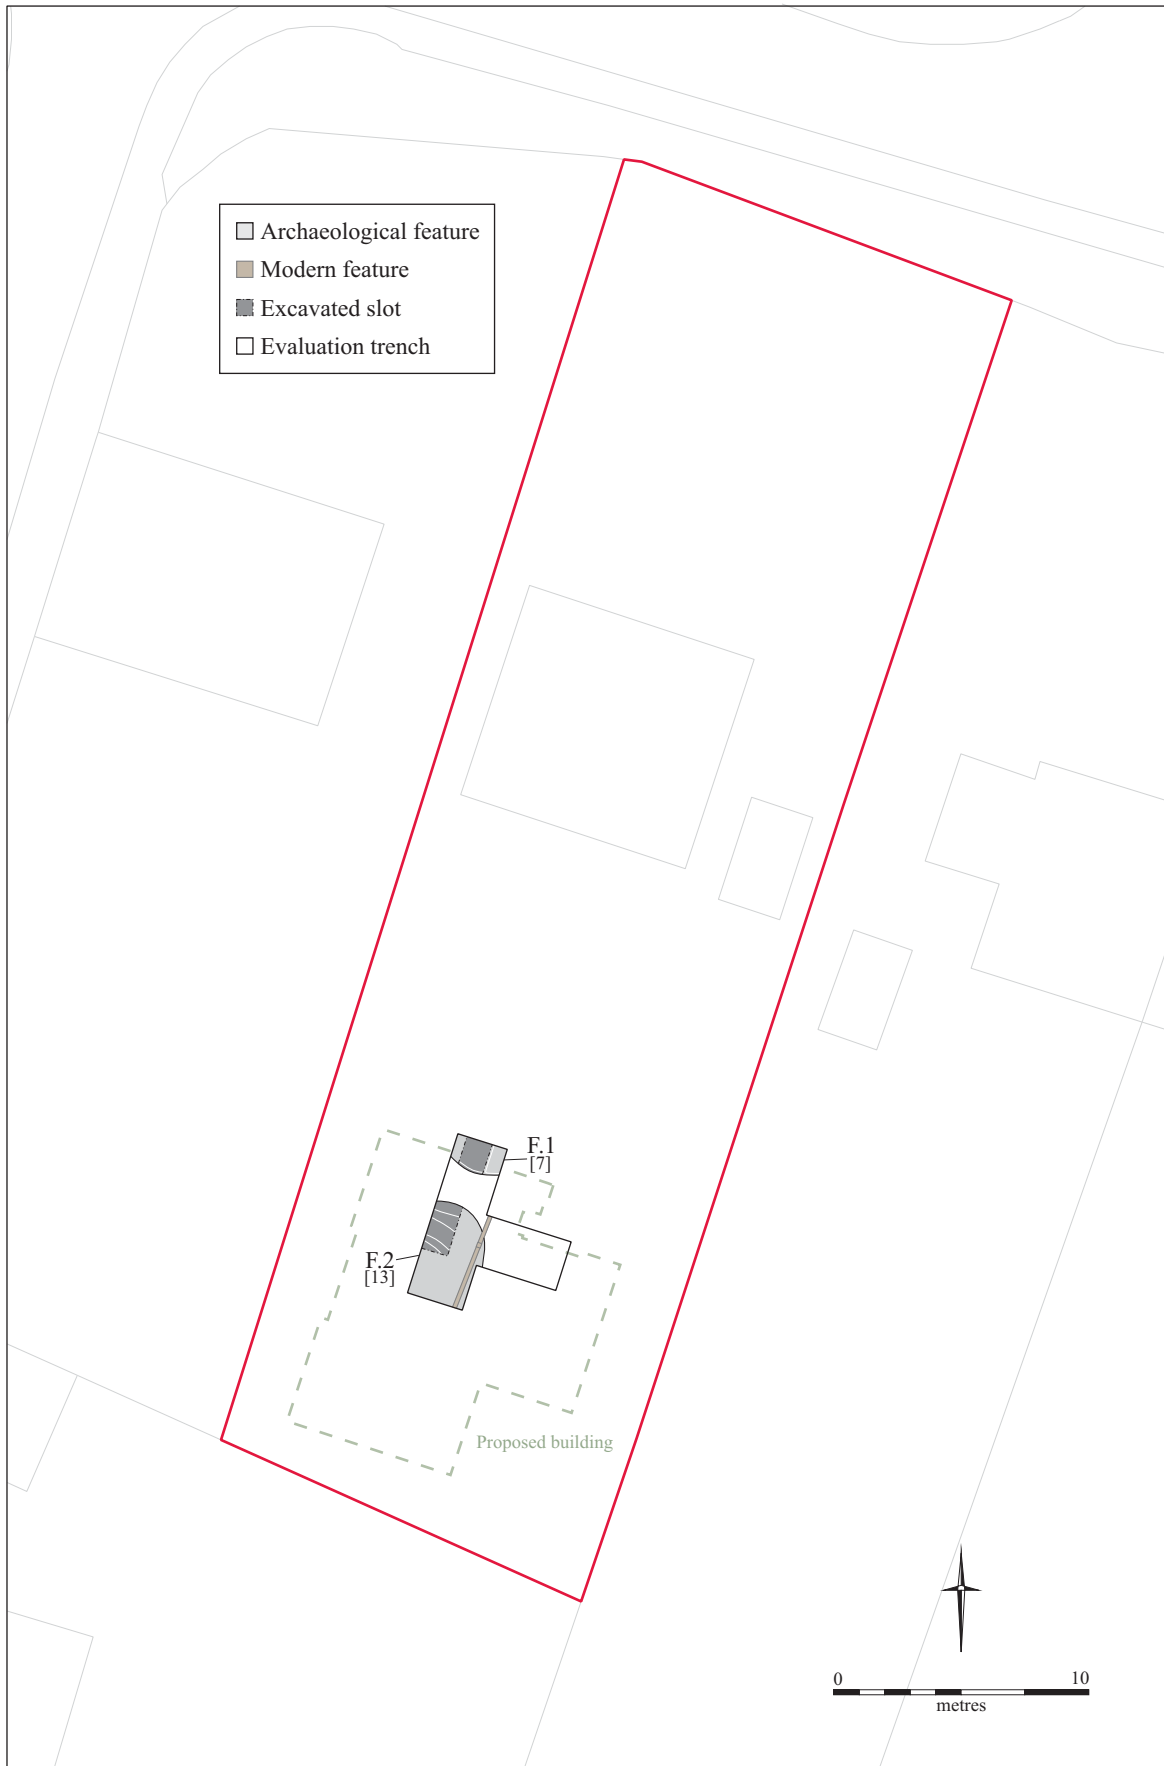 Archaeological feature
Modern feature
Excavated slot
Evaluation trench
F.1
[7]
F.2
[13]
Proposed building
0 10
metres